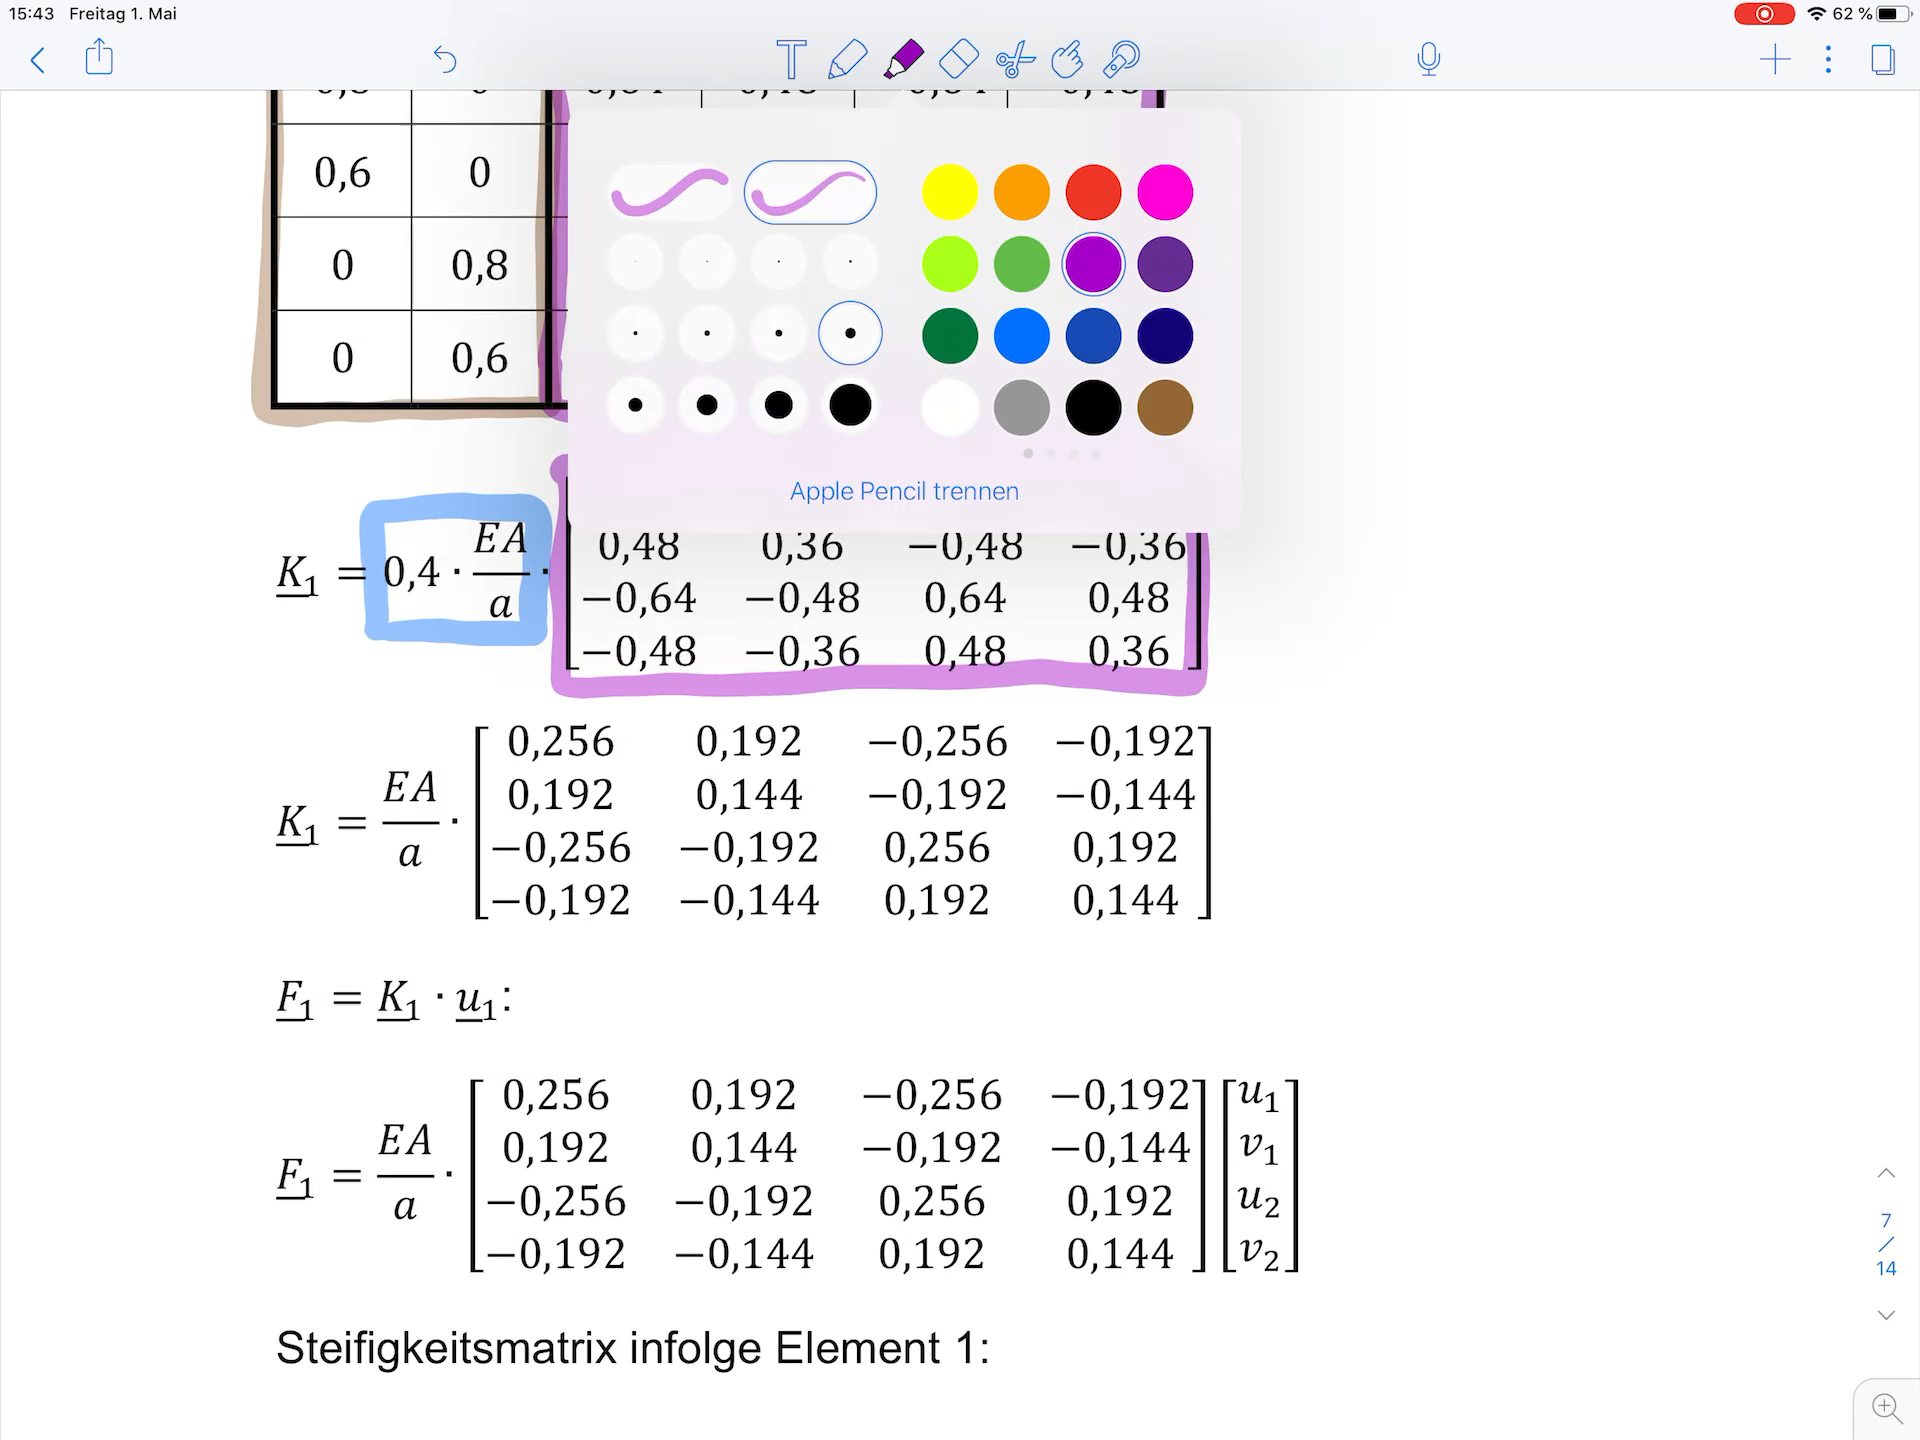 15:43 Freitag 1. Mai 62 %
0,6 0
0 0,8
0 0,6
Apple Pencil trennen
K₁ = 0,4 · EA/a ·
0,48 0,36 −0,48 −0,36
−0,64 −0,48 0,64 0,48
−0,48 −0,36 0,48 0,36
K₁ = EA/a ·
0,256 0,192 −0,256 −0,192
0,192 0,144 −0,192 −0,144
−0,256 −0,192 0,256 0,192
−0,192 −0,144 0,192 0,144
F₁ = K₁ · u₁:
F₁ = EA/a ·
0,256 0,192 −0,256 −0,192 u₁
0,192 0,144 −0,192 −0,144 v₁
−0,256 −0,192 0,256 0,192 u₂
−0,192 −0,144 0,192 0,144 v₂
7
/
14
Steifigkeitsmatrix infolge Element 1: